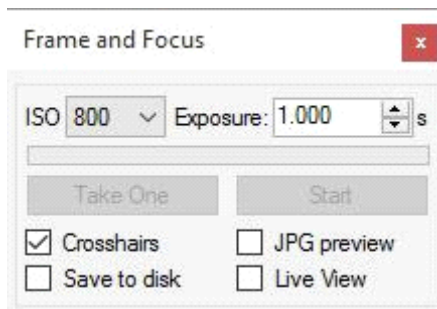 Frame and Focus x
ISO 800 Exposure: 1.000 s
Take One Start
Crosshairs JPG preview
Save to disk Live View